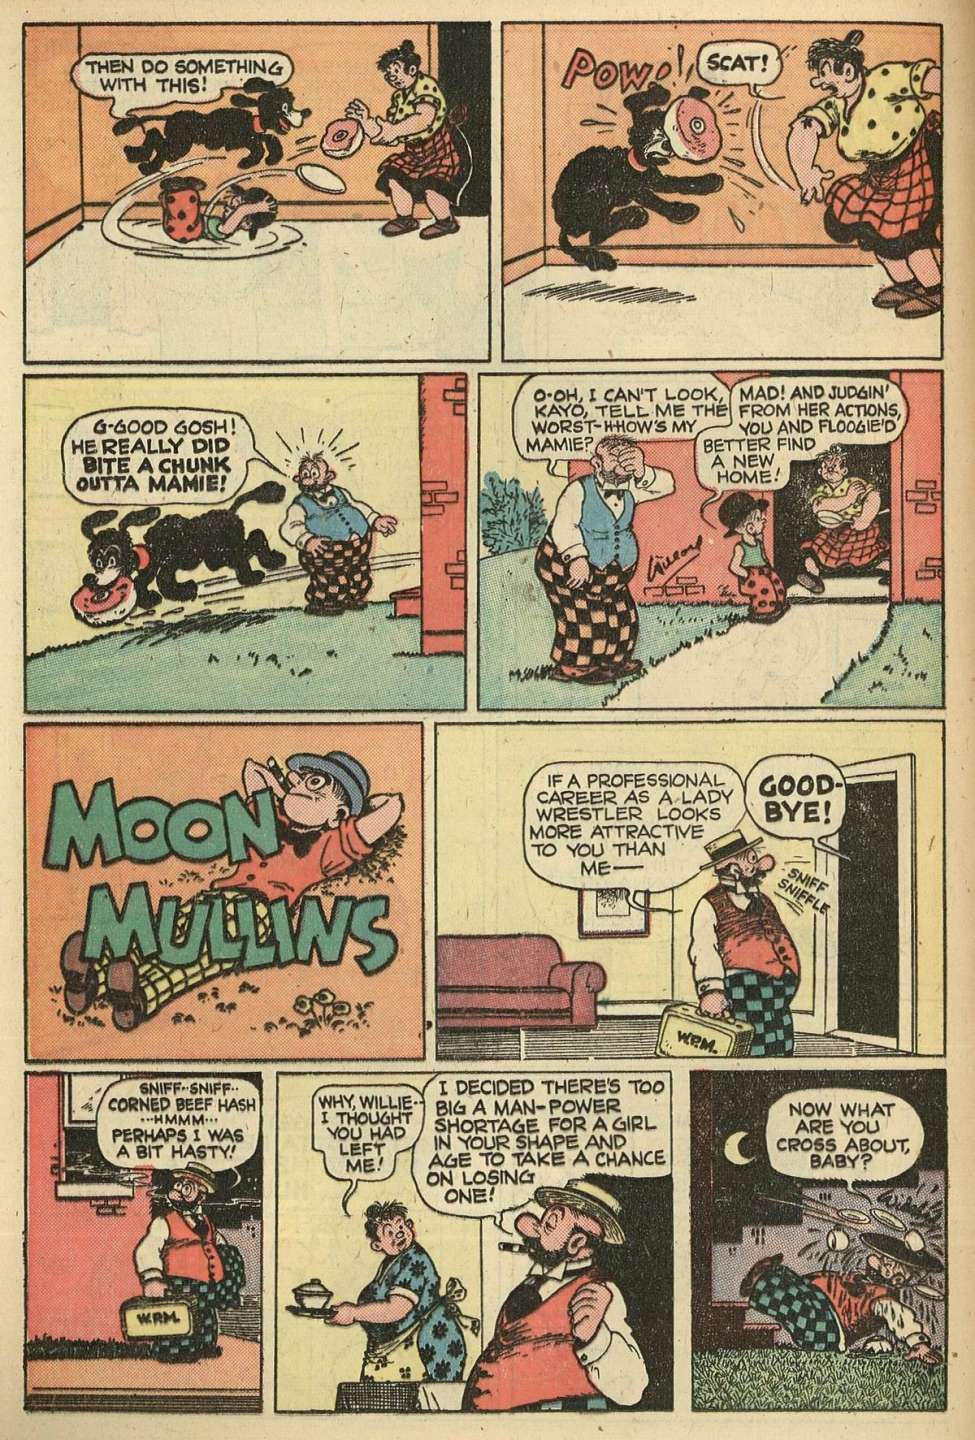 THEN DO SOMETHING
WITH THIS!
POW!
SCAT!
G-GOOD GOSH!
HE REALLY DID
BITE A CHUNK
OUTTA MAMIE!
O-OH, I CAN'T LOOK,
KAYO, TELL ME THE
WORST-H-HOW'S MY
MAMIE?
MAD! AND JUDGIN'
FROM HER ACTIONS,
YOU AND FLOOGIE'D
BETTER FIND
A NEW
HOME!
Willard
MOON
MULLINS
IF A PROFESSIONAL
CAREER AS A LADY
WRESTLER LOOKS
MORE ATTRACTIVE
TO YOU THAN
ME—
GOOD-
BYE!
SNIFF
SNIFFLE
W.P.M.
SNIFF--SNIFF--
CORNED BEEF HASH
---HMMM---
PERHAPS I WAS
A BIT HASTY!
W.P.M.
WHY, WILLIE--
I THOUGHT
YOU HAD
LEFT
ME!
I DECIDED THERE'S TOO
BIG A MAN-POWER
SHORTAGE FOR A GIRL
IN YOUR SHAPE AND
AGE TO TAKE A CHANCE
ON LOSING
ONE!
NOW WHAT
ARE YOU
CROSS ABOUT,
BABY?